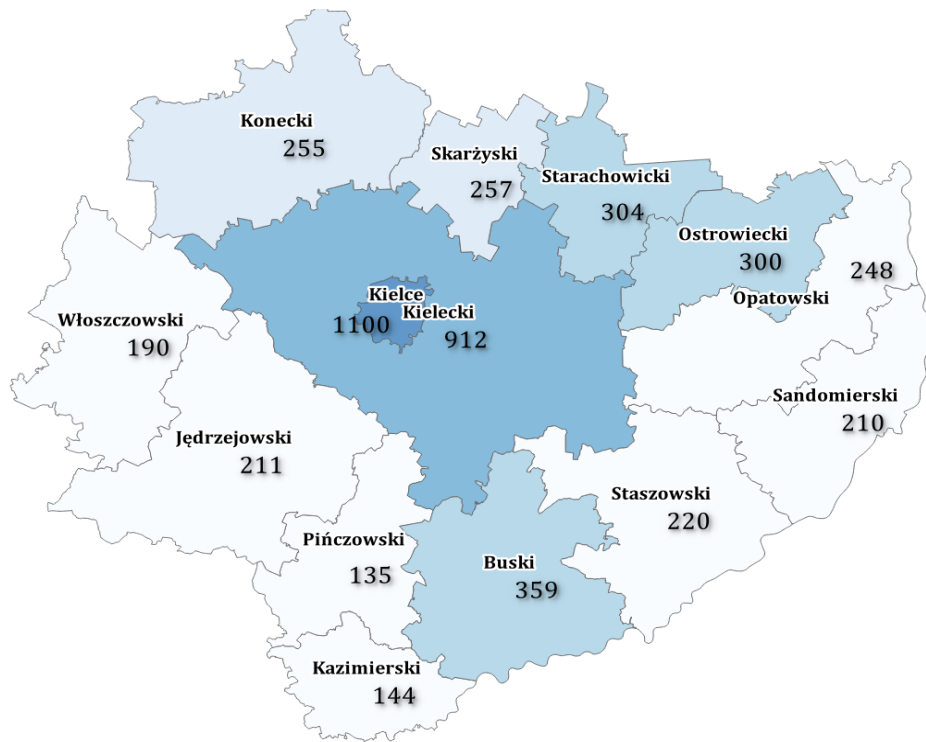 Konecki
255
Skarżyski
257
Starachowicki
304
Ostrowiecki
300
248
Opatowski
Kielce
1100
Kielecki
912
Włoszczowski
190
Sandomierski
210
Jędrzejowski
211
Staszowski
220
Pińczowski
135
Buski
359
Kazimierski
144